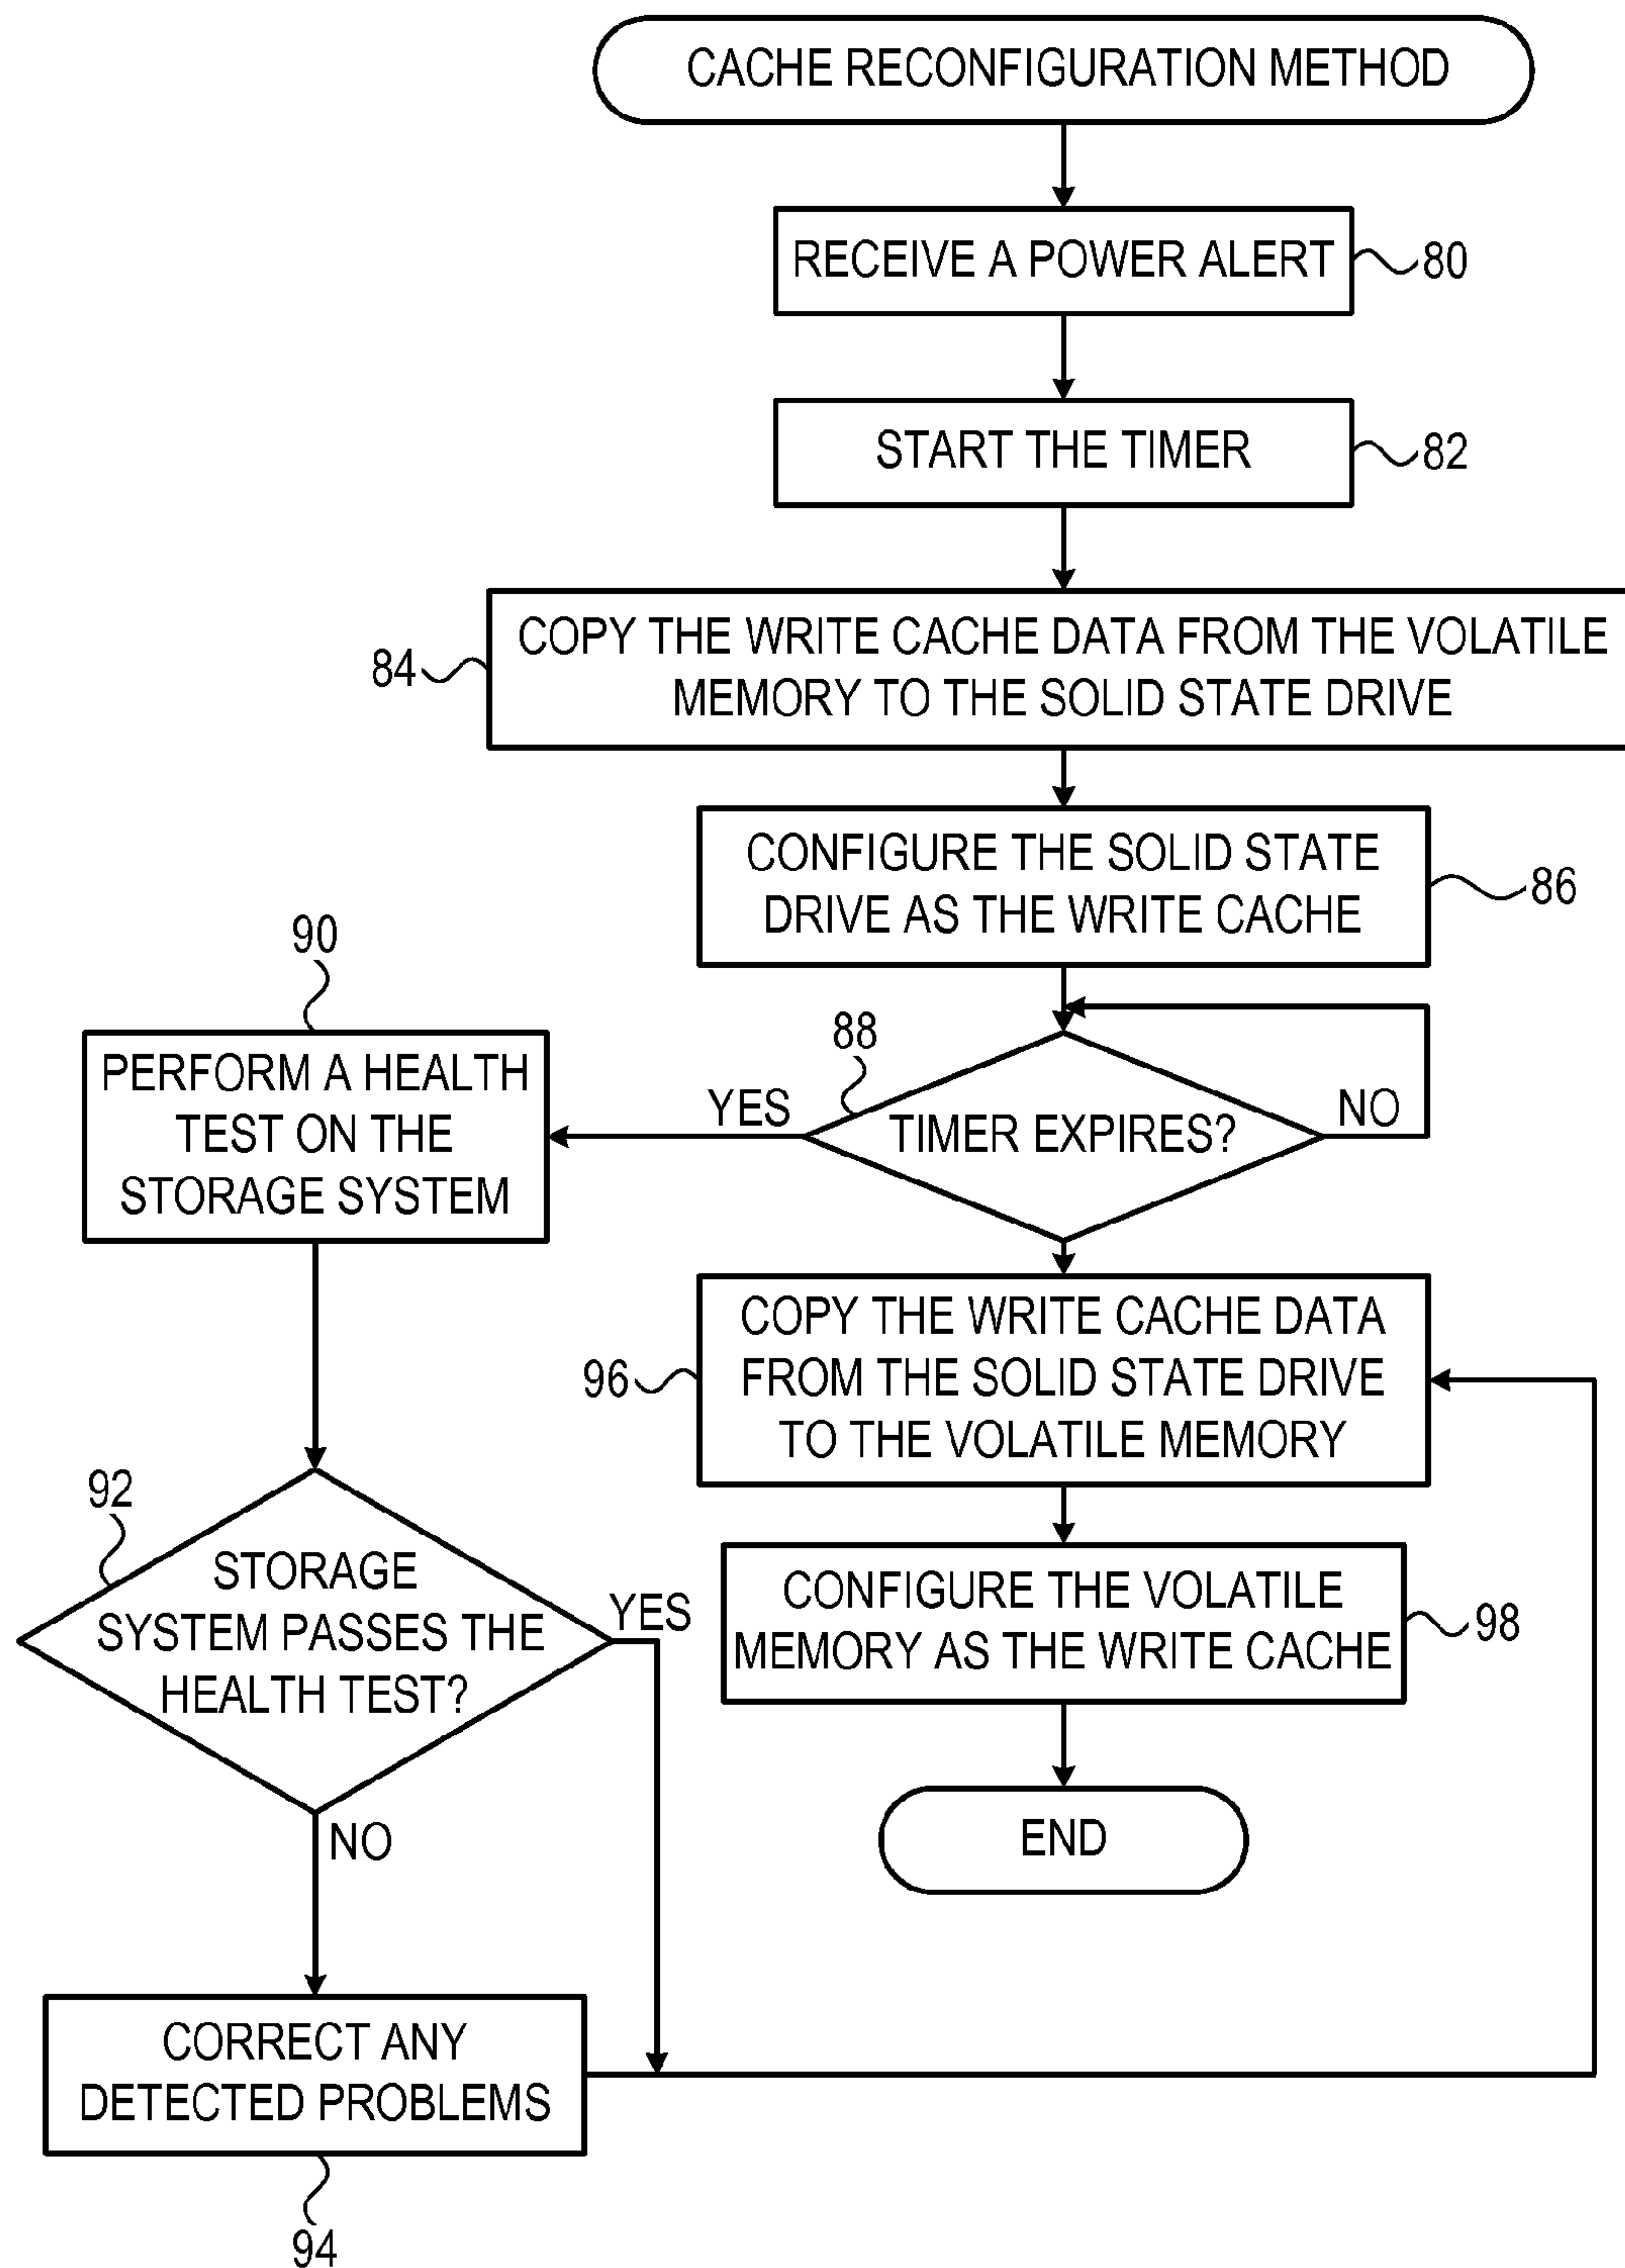 CACHE RECONFIGURATION METHOD
RECEIVE A POWER ALERT
80
START THE TIMER
82
COPY THE WRITE CACHE DATA FROM THE VOLATILE
MEMORY TO THE SOLID STATE DRIVE
84
CONFIGURE THE SOLID STATE
DRIVE AS THE WRITE CACHE
86
88
TIMER EXPIRES?
YES
NO
90
PERFORM A HEALTH
TEST ON THE
STORAGE SYSTEM
96
COPY THE WRITE CACHE DATA
FROM THE SOLID STATE DRIVE
TO THE VOLATILE MEMORY
92
STORAGE
SYSTEM PASSES THE
HEALTH TEST?
YES
NO
CONFIGURE THE VOLATILE
MEMORY AS THE WRITE CACHE
98
END
CORRECT ANY
DETECTED PROBLEMS
94